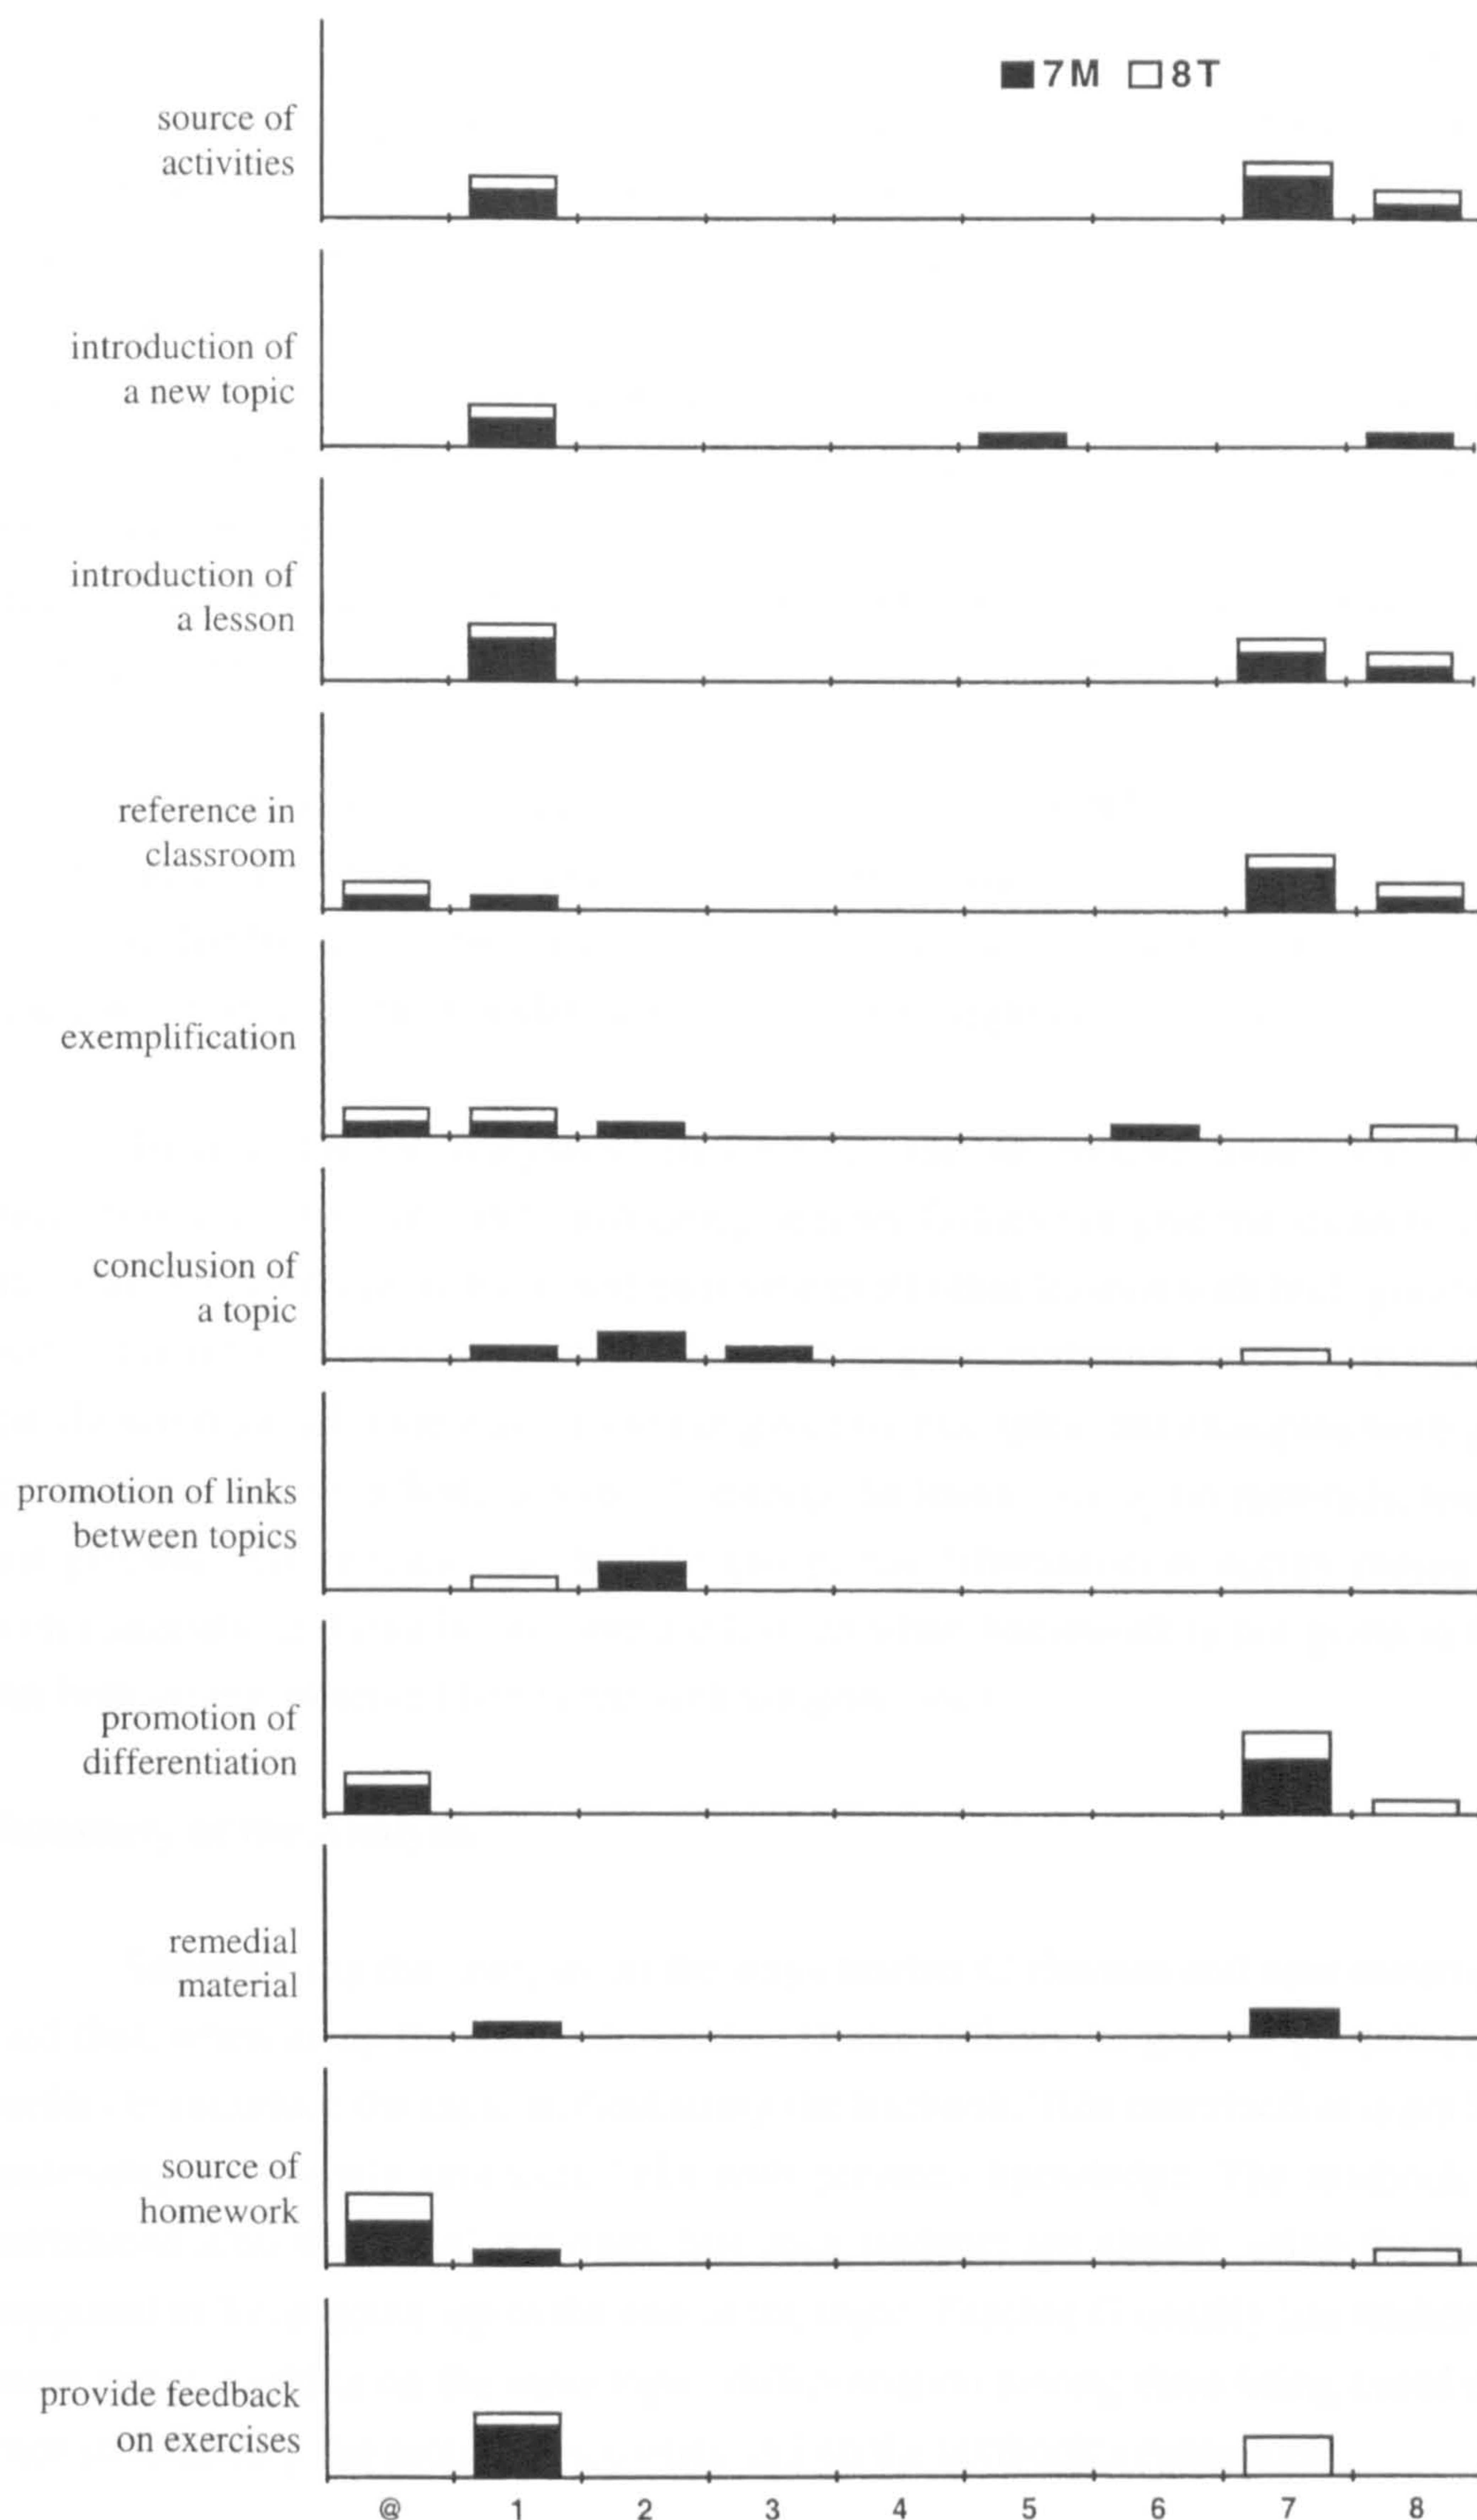 7M 8T
source of
activities
introduction of
a new topic
introduction of
a lesson
reference in
classroom
exemplification
conclusion of
a topic
promotion of links
between topics
promotion of
differentiation
remedial
material
source of
homework
provide feedback
on exercises
@ 1 2 3 4 5 6 7 8